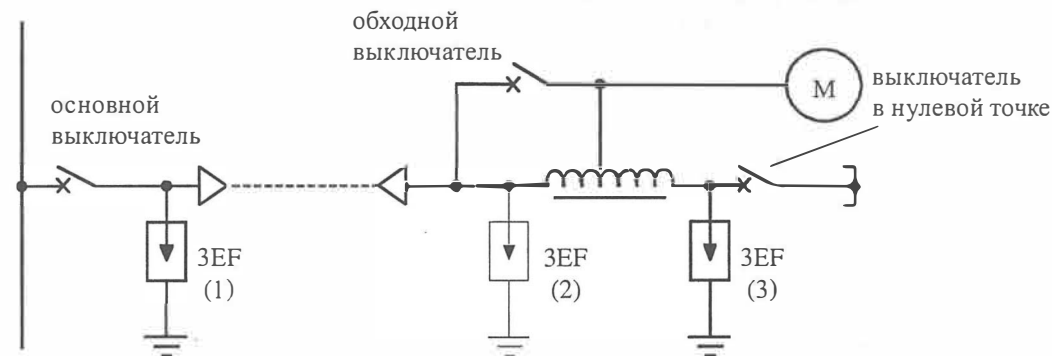 обходной
выключатель
основной
выключатель
М
выключатель
в нулевой точке
3EF
(1)
3EF
(2)
3EF
(3)